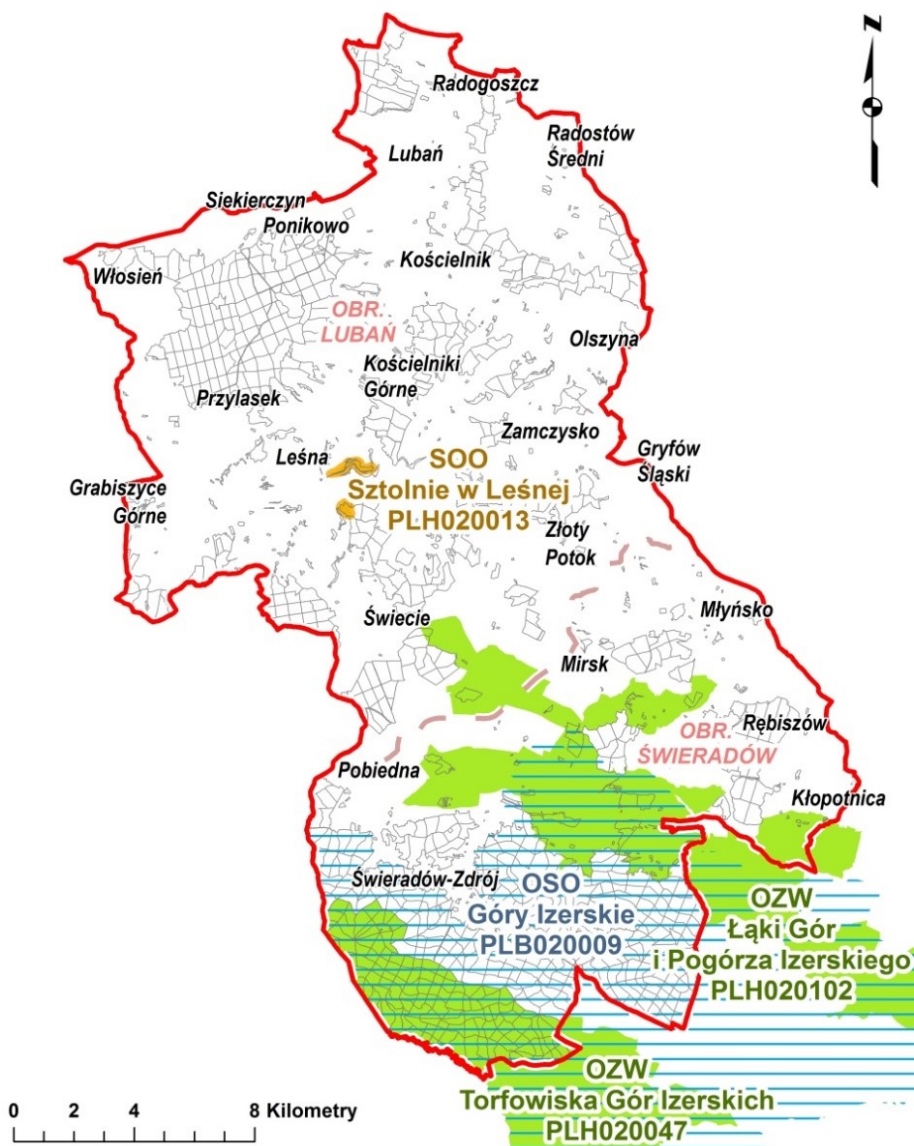 N
Radogoszcz
Lubań
Radostów
Średni
Siekierczyn
Ponikowo
Kościelnik
Włosień
OBR.
LUBAŃ
Olszyna
Kościelniki
Górne
Przylasek
Zamczysko
Leśna
SOO
Sztolnie w Leśnej
PLH020013
Gryfów
Śląski
Grabiszyce
Górne
Złoty
Potok
Świecie
Młyńsko
Mirsk
OBR.
ŚWIERADÓW
Rębiszów
Pobiedna
Kłopotnica
Świeradów-Zdrój
OSO
Góry Izerskie
PLB020009
OZW
Łąki Gór
i Pogórza Izerskiego
PLH020102
OZW
Torfowiska Gór Izerskich
PLH020047
0 2 4 8 Kilometry